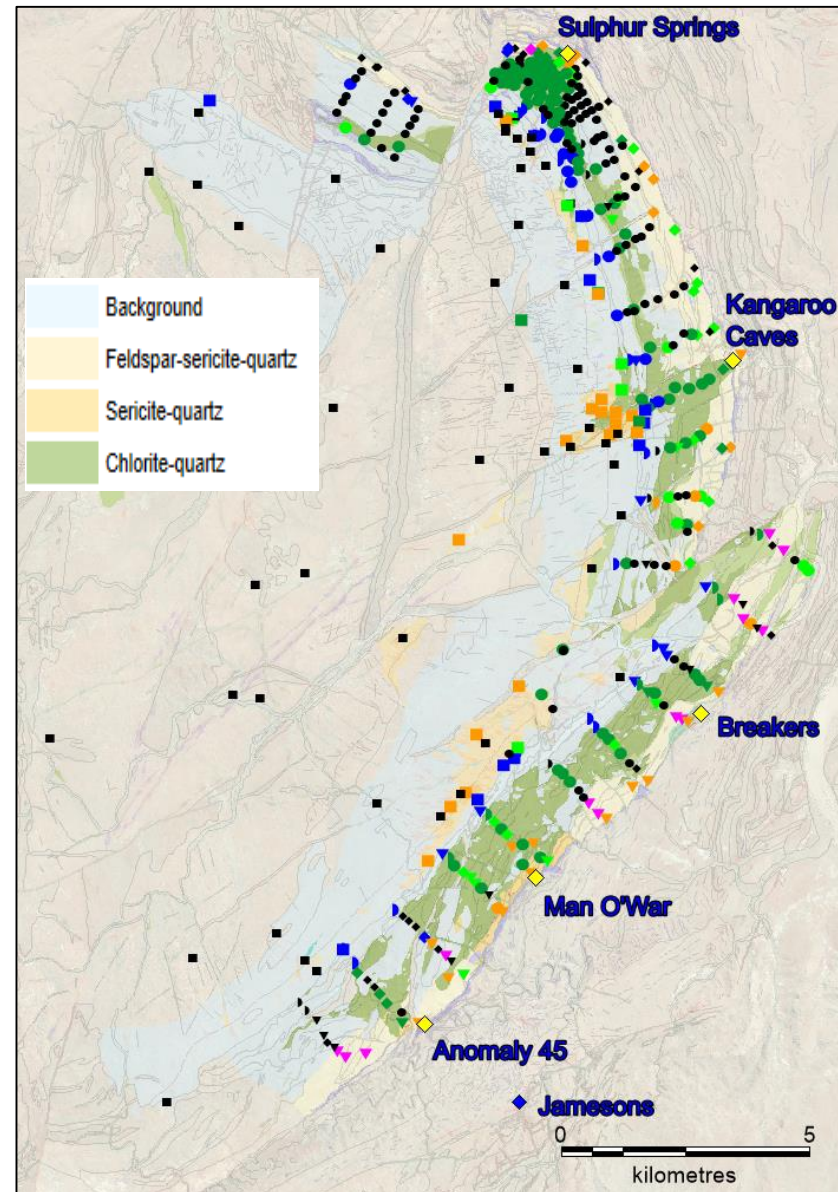 Sulphur Springs
Kangaroo
Caves
Background
Feldspar-sericite-quartz
Sericite-quartz
Chlorite-quartz
Breakers
Man O'War
Anomaly 45
Jamesons
0 5
kilometres